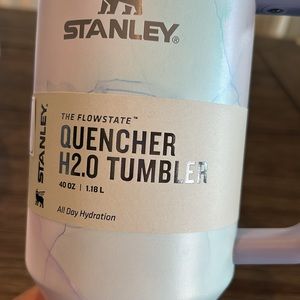 STANLEY®
THE FLOWSTATE™
QUENCHER
H2.0 TUMBLER
40 OZ | 1.18 L
All Day Hydration
STANLEY